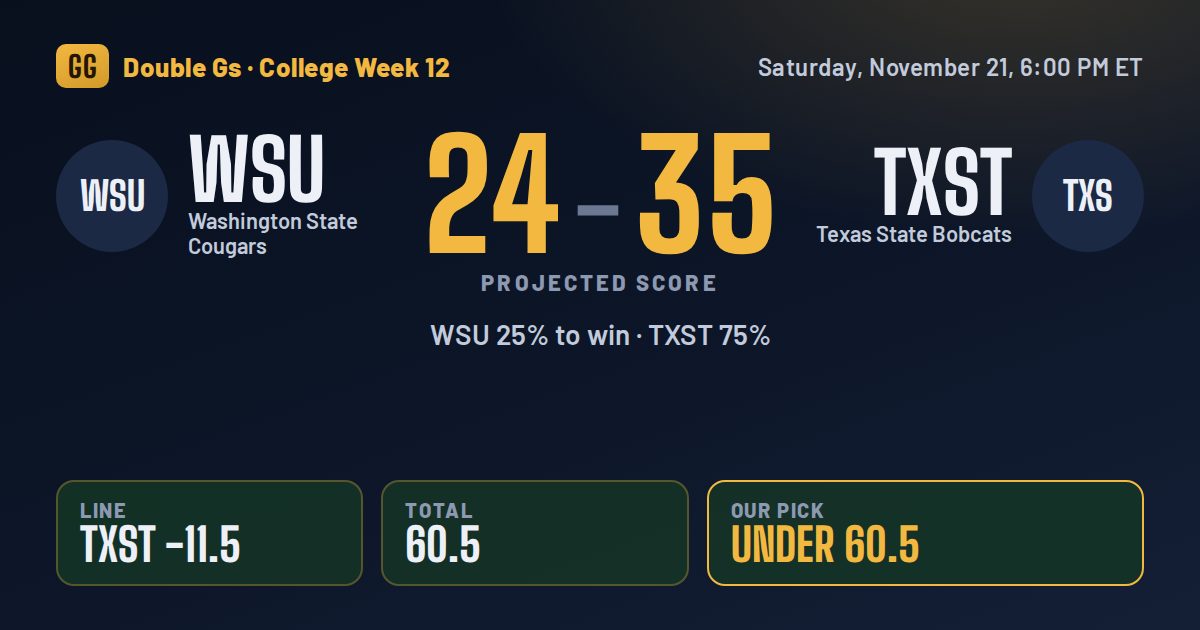 GG
Double Gs · College Week 12
Saturday, November 21, 6:00 PM ET
WSU
WSU
Washington State
Cougars
24 – 35
PROJECTED SCORE
WSU 25% to win · TXST 75%
TXST
Texas State Bobcats
TXS
LINE
TXST −11.5
TOTAL
60.5
OUR PICK
UNDER 60.5